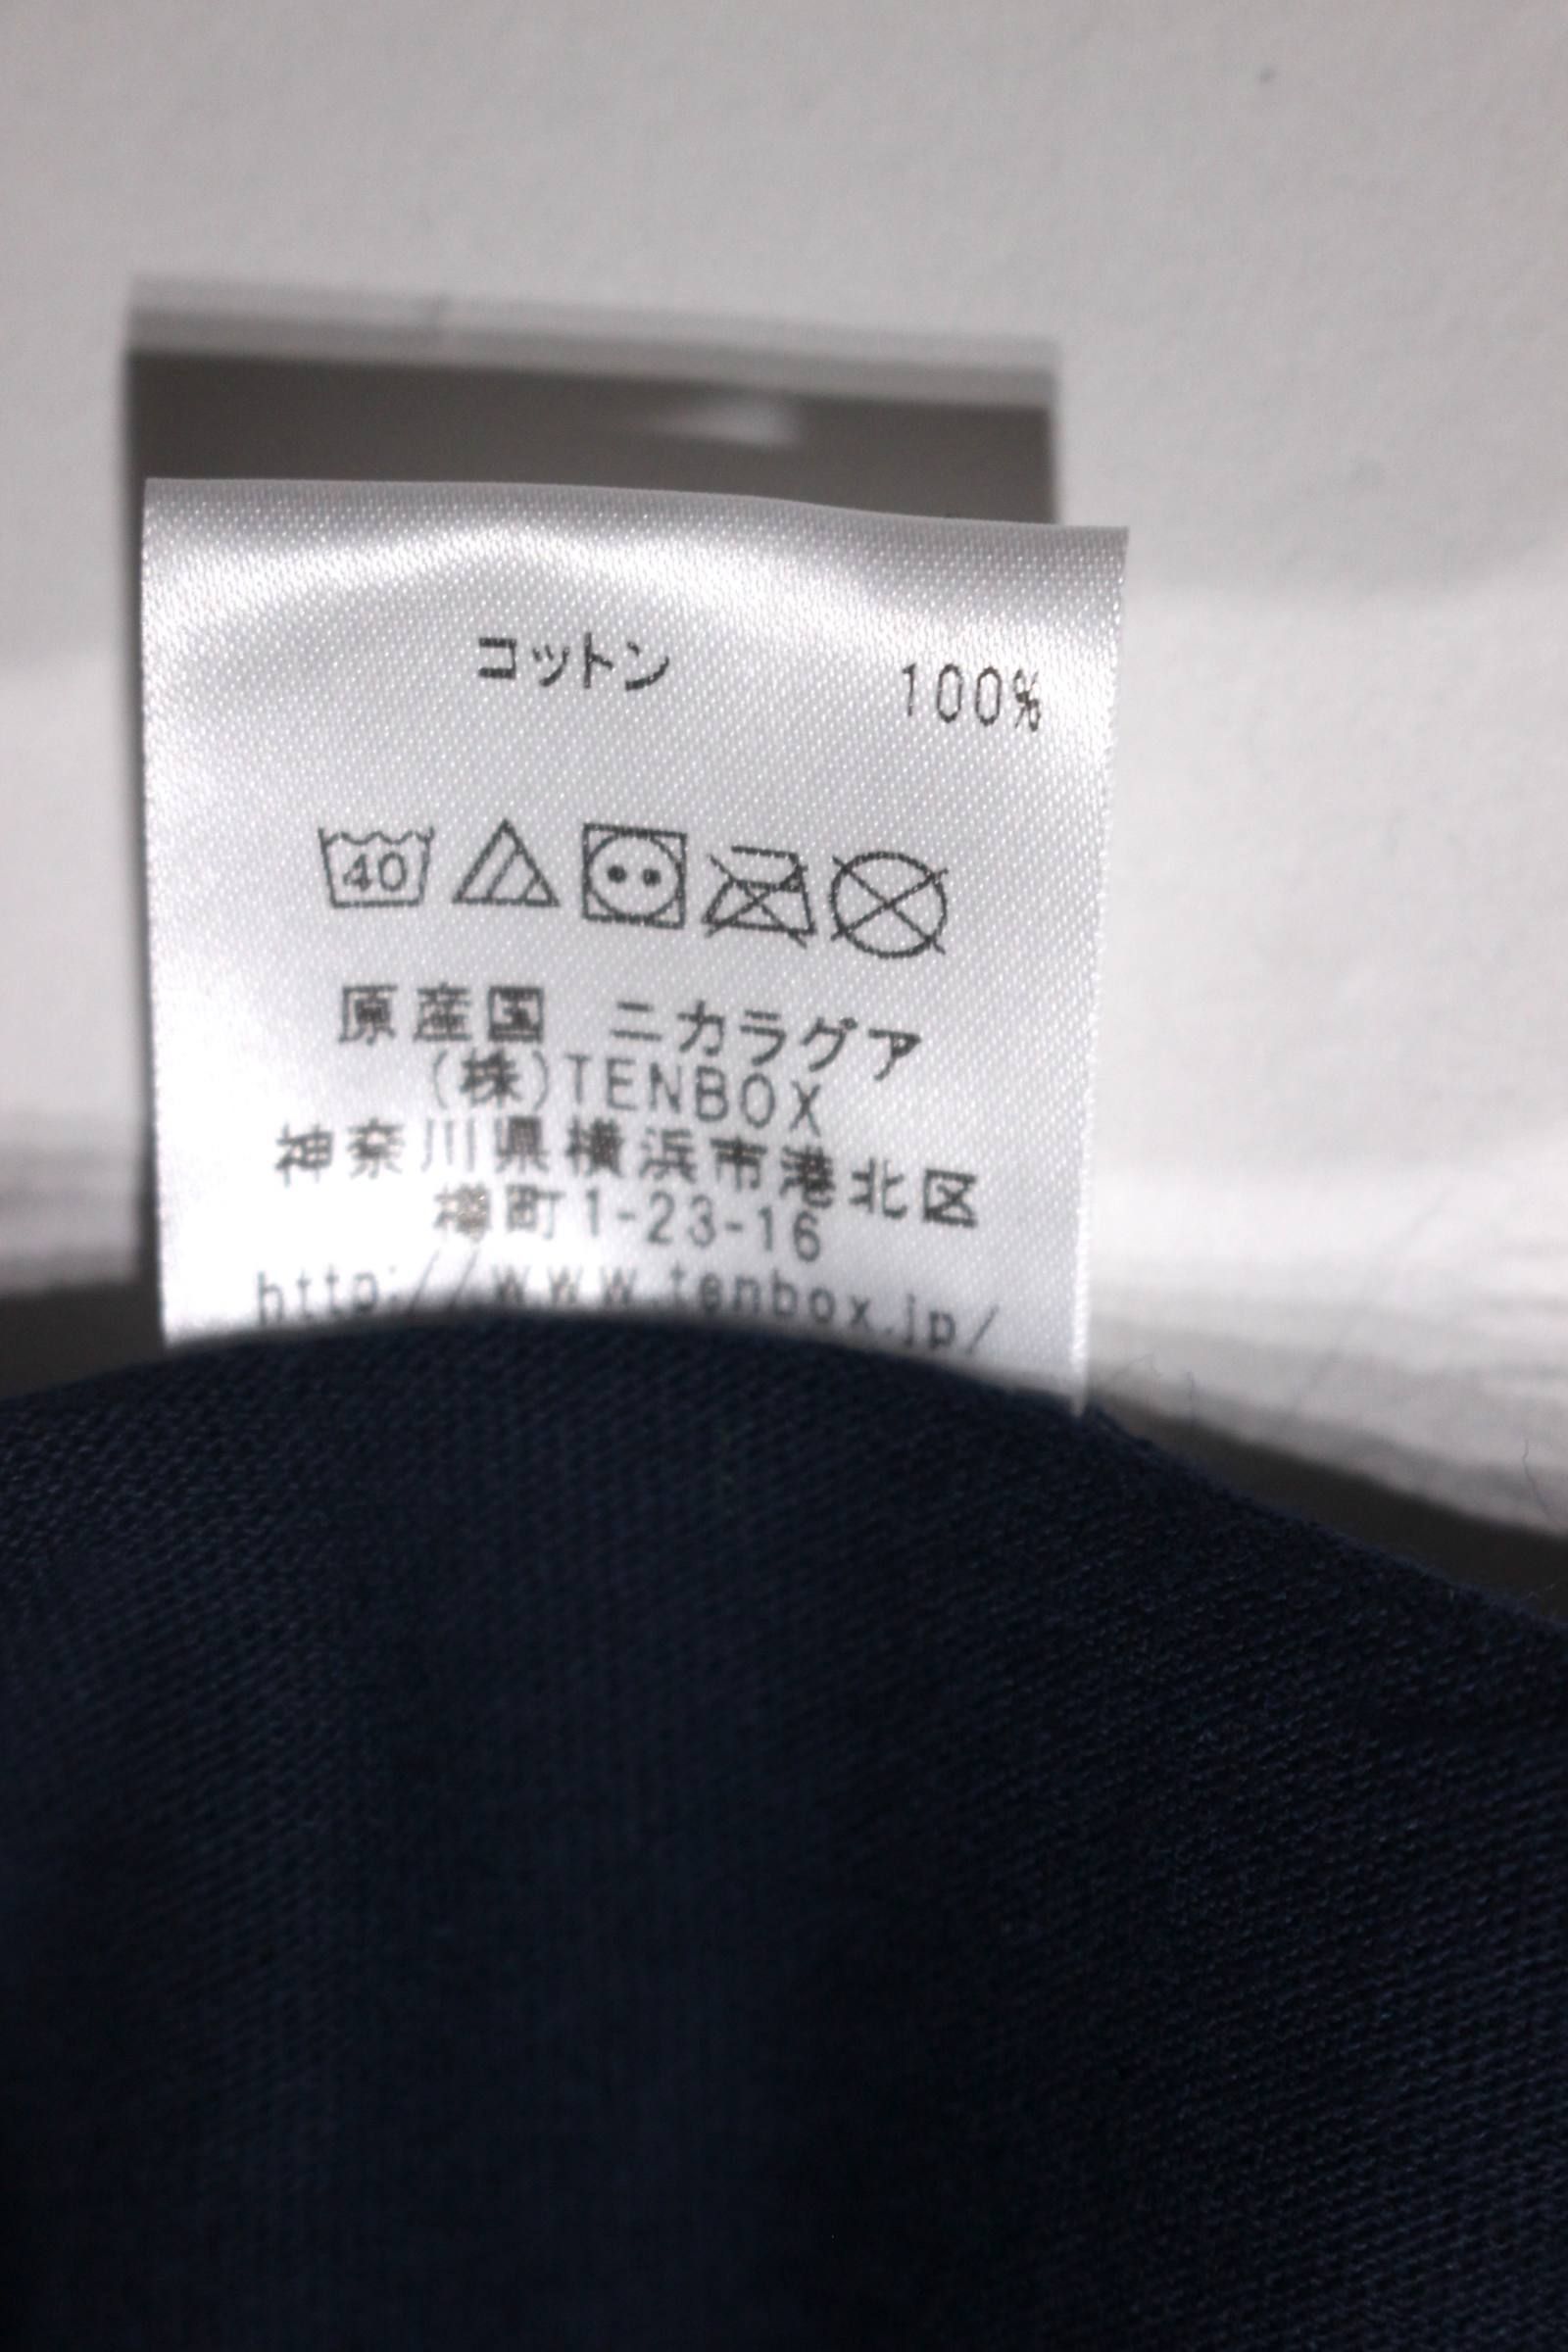 コットン 100%
40
原産国 ニカラグア
(株)TENBOX
神奈川県横浜市港北区
樽町1-23-16
http://www.tenbox.jp/